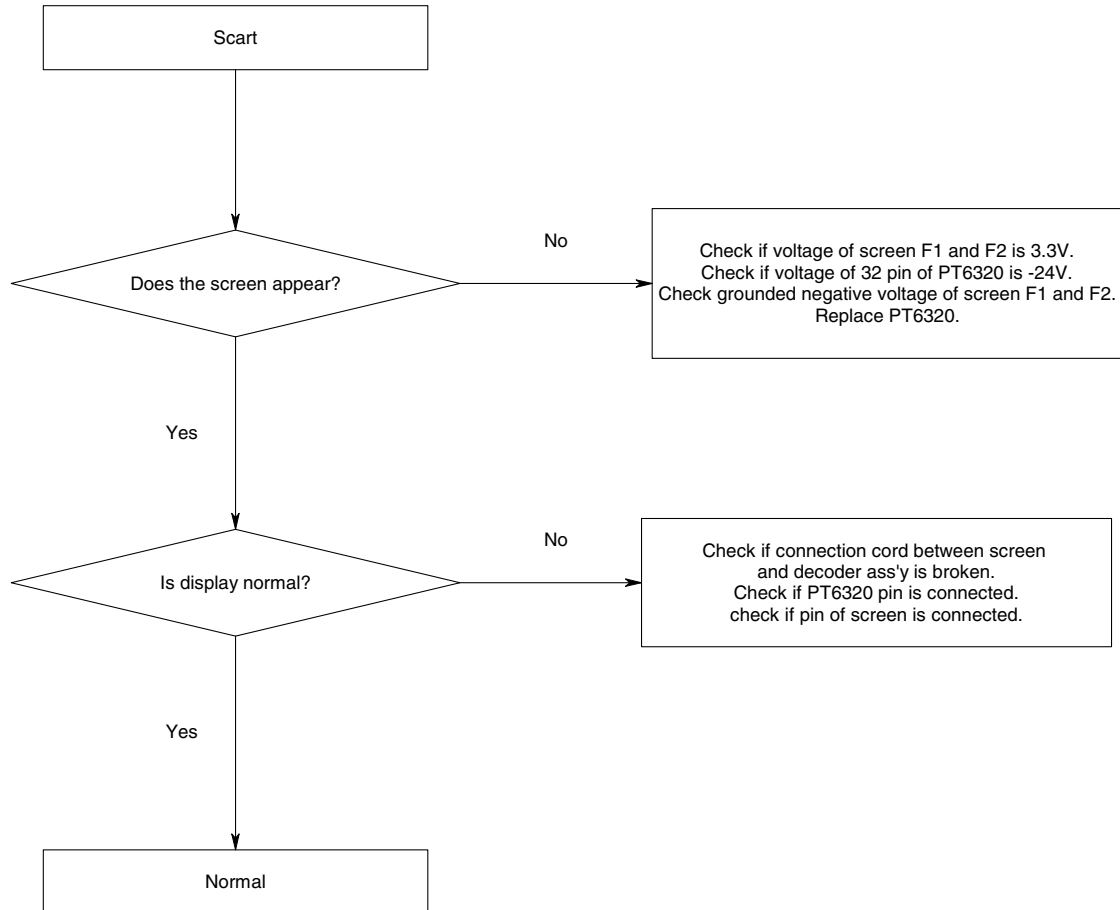 Scart
Does the screen appear?
No
Check if voltage of screen F1 and F2 is 3.3V.
Check if voltage of 32 pin of PT6320 is -24V.
Check grounded negative voltage of screen F1 and F2.
Replace PT6320.
Yes
Is display normal?
No
Check if connection cord between screen
and decoder ass'y is broken.
Check if PT6320 pin is connected.
check if pin of screen is connected.
Yes
Normal